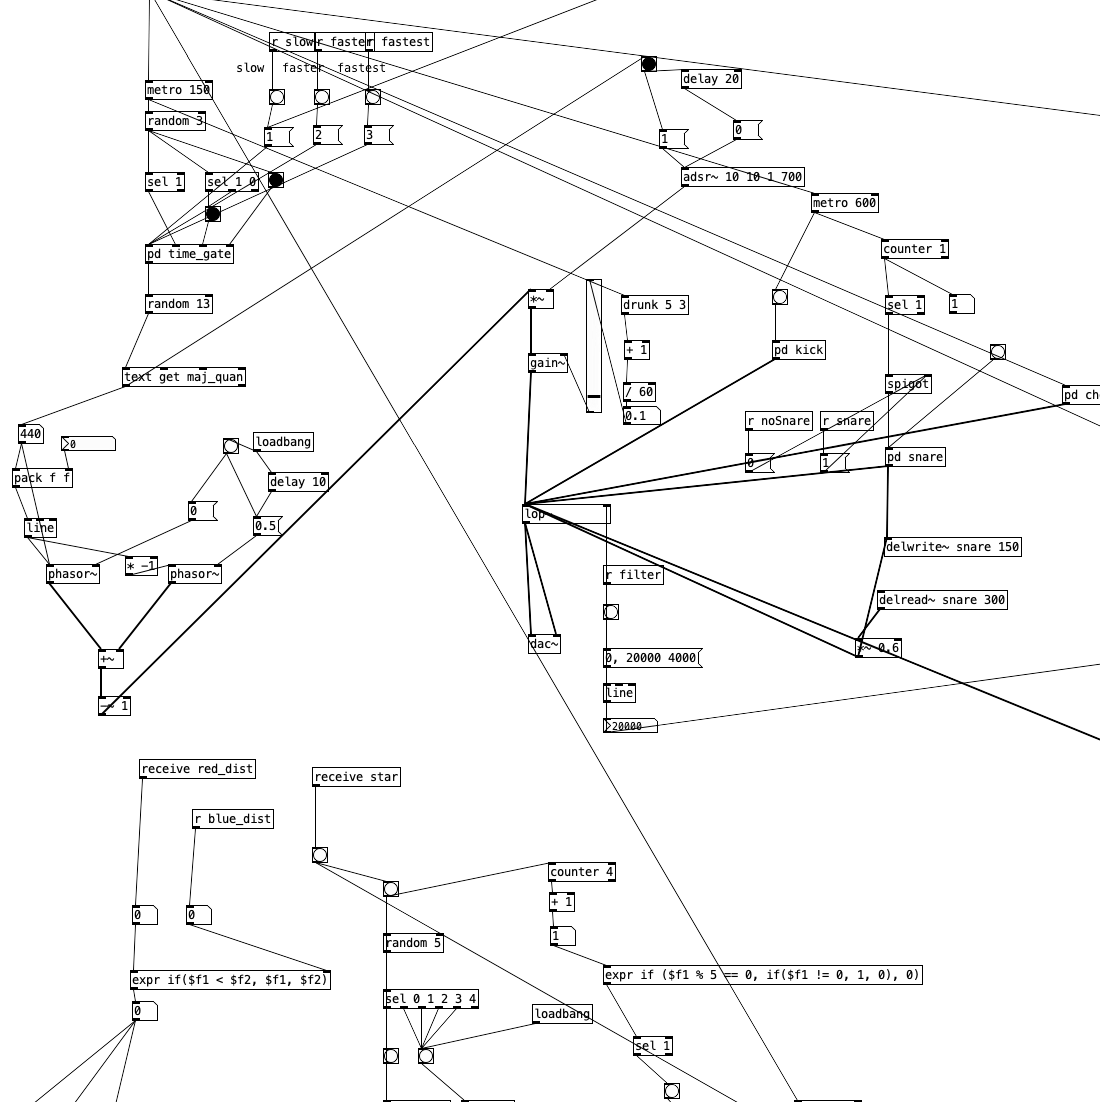 r slow r faster r fastest
slow faster fastest
metro 150
delay 20
random 3
1 2 3
1 0
sel 1
sel 1 0
adsr~ 10 10 1 700
metro 600
pd time_gate
counter 1
random 13
*~
drunk 5 3
sel 1
1
+ 1
pd kick
gain~
text get maj_quan
/ 60
spigot
pd ch
0.1
r noSnare
r snare
440
0
loadbang
0
1
pd snare
pack f f
delay 10
0
0.5
lop~
line
delwrite~ snare 150
* -1
phasor~
phasor~
r filter
delread~ snare 300
dac~
*~ 0.6
+~
0, 20000 4000
line
-~ 1
20000
receive red_dist
receive star
r blue_dist
counter 4
+ 1
0
0
1
random 5
expr if($f1 < $f2, $f1, $f2)
expr if ($f1 % 5 == 0, if($f1 != 0, 1, 0), 0)
0
sel 0 1 2 3 4
loadbang
sel 1